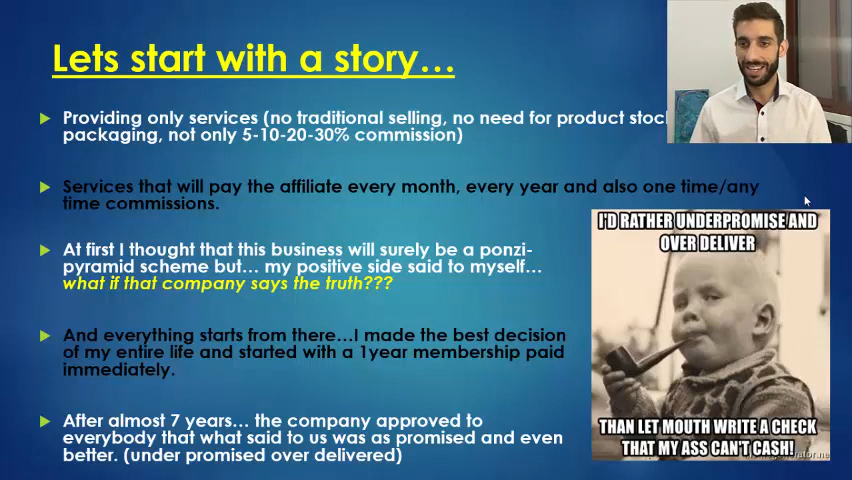 Lets start with a story...
Providing only services (no traditional selling, no need for product stock
packaging, not only 5-10-20-30% commission)
Services that will pay the affiliate every month, every year and also one time/any
time commissions.
At first I thought that this business will surely be a ponzi-
pyramid scheme but... my positive side said to myself...
what if that company says the truth???
And everything starts from there...I made the best decision
of my entire life and started with a 1year membership paid
immediately.
After almost 7 years... the company approved to
everybody that what said to us was as promised and even
better. (under promised over delivered)
I'D RATHER UNDERPROMISE AND
OVER DELIVER
THAN LET MOUTH WRITE A CHECK
THAT MY ASS CAN'T CASH!